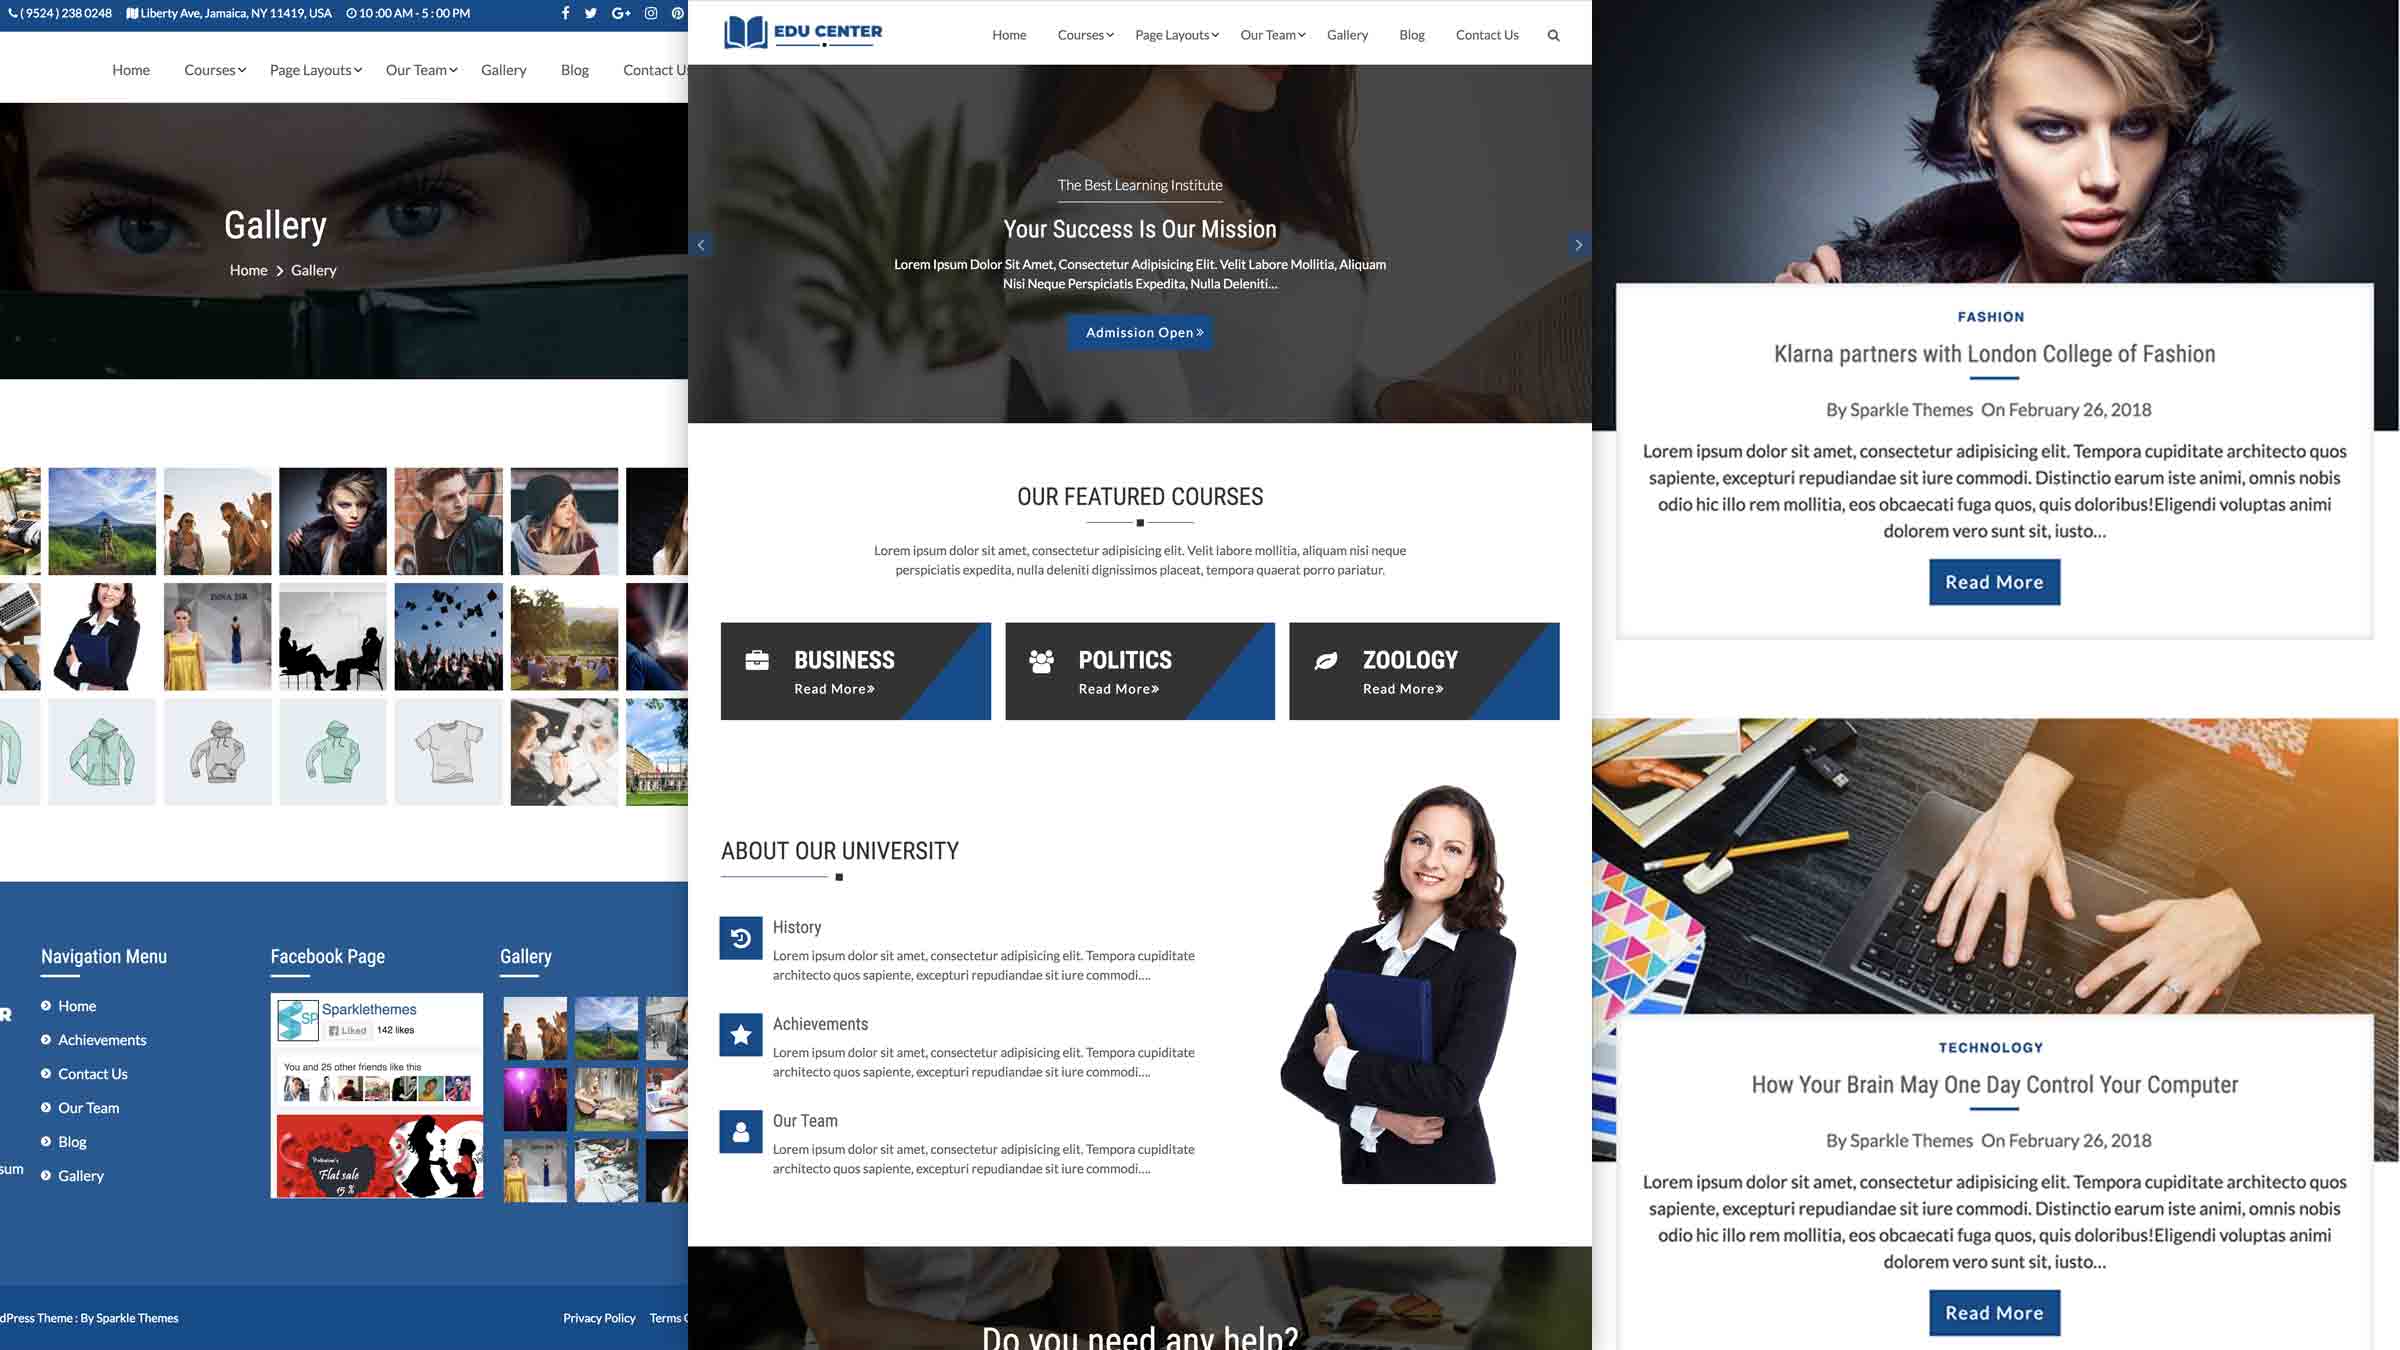 ( 9524 ) 238 0248 Liberty Ave, Jamaica, NY 11419, USA 10 :00 AM - 5 : 00 PM
Home Courses Page Layouts Our Team Gallery Blog Contact Us
Gallery
Home Gallery
INNA JSR
Navigation Menu
Home
Achievements
Contact Us
Our Team
Blog
Gallery
Facebook Page
Sparklethemes
Liked 142 likes
You and 25 other friends like this
Flat sale
15 %
Gallery
dPress Theme : By Sparkle Themes
Privacy Policy Terms
EDU CENTER
Home Courses Page Layouts Our Team Gallery Blog Contact Us
The Best Learning Institute
Your Success Is Our Mission
Lorem Ipsum Dolor Sit Amet, Consectetur Adipisicing Elit. Velit Labore Mollitia, Aliquam
Nisi Neque Perspiciatis Expedita, Nulla Deleniti...
Admission Open
OUR FEATURED COURSES
Lorem ipsum dolor sit amet, consectetur adipisicing elit. Velit labore mollitia, aliquam nisi neque
perspiciatis expedita, nulla deleniti dignissimos placeat, tempora quaerat porro pariatur.
BUSINESS
Read More
POLITICS
Read More
ZOOLOGY
Read More
ABOUT OUR UNIVERSITY
History
Lorem ipsum dolor sit amet, consectetur adipisicing elit. Tempora cupiditate
architecto quos sapiente, excepturi repudiandae sit iure commodi....
Achievements
Lorem ipsum dolor sit amet, consectetur adipisicing elit. Tempora cupiditate
architecto quos sapiente, excepturi repudiandae sit iure commodi....
Our Team
Lorem ipsum dolor sit amet, consectetur adipisicing elit. Tempora cupiditate
architecto quos sapiente, excepturi repudiandae sit iure commodi....
Do you need any help?
FASHION
Klarna partners with London College of Fashion
By Sparkle Themes On February 26, 2018
Lorem ipsum dolor sit amet, consectetur adipisicing elit. Tempora cupiditate architecto quos
sapiente, excepturi repudiandae sit iure commodi. Distinctio earum iste animi, omnis nobis
odio hic illo rem mollitia, eos obcaecati fuga quos, quis doloribus!Eligendi voluptas animi
dolorem vero sunt sit, iusto...
Read More
TECHNOLOGY
How Your Brain May One Day Control Your Computer
By Sparkle Themes On February 26, 2018
Lorem ipsum dolor sit amet, consectetur adipisicing elit. Tempora cupiditate architecto quos
sapiente, excepturi repudiandae sit iure commodi. Distinctio earum iste animi, omnis nobis
odio hic illo rem mollitia, eos obcaecati fuga quos, quis doloribus!Eligendi voluptas animi
dolorem vero sunt sit, iusto...
Read More